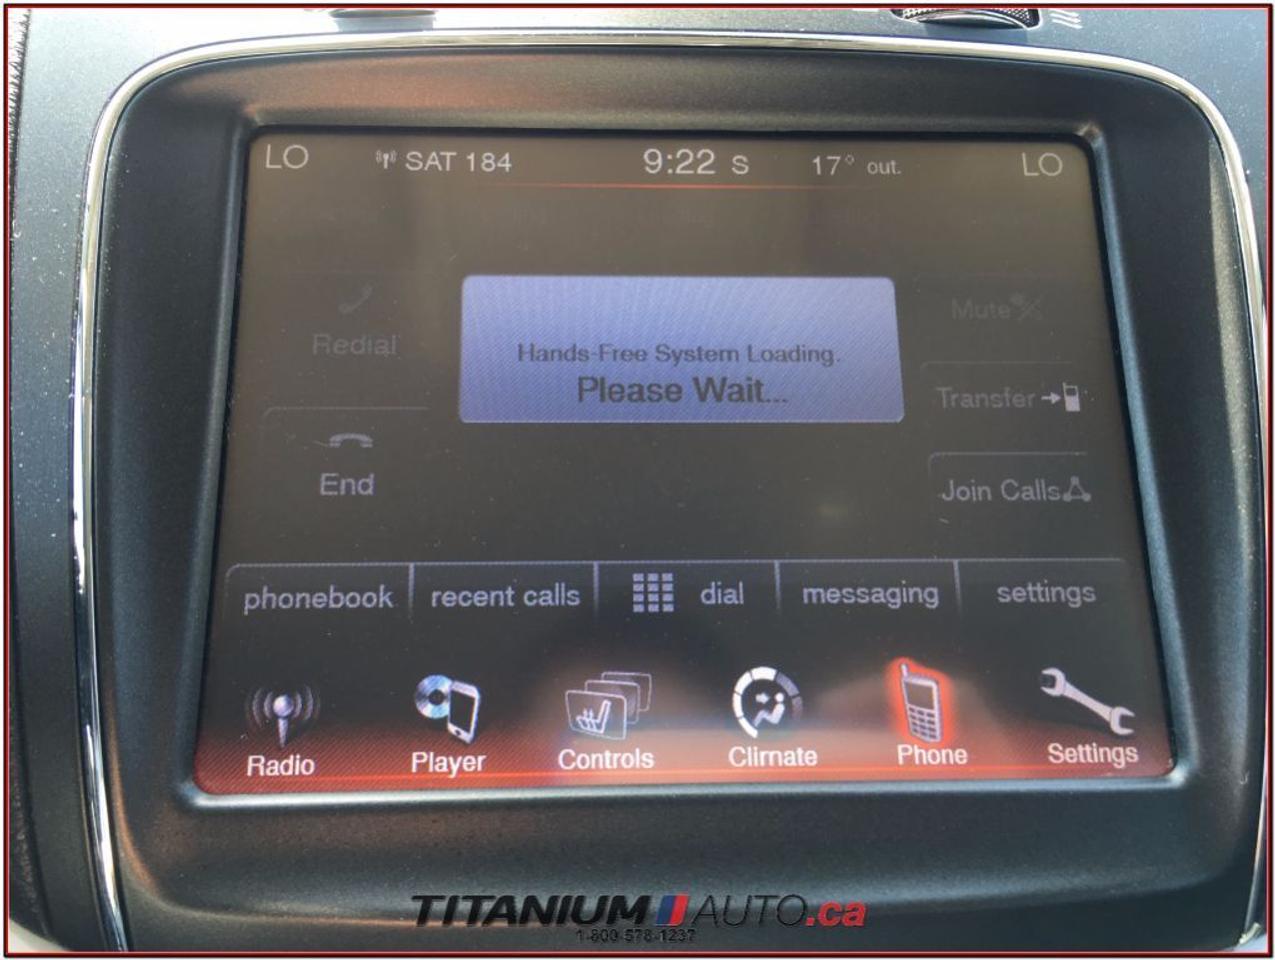 LO SAT 184 9:22 S 17° out. LO
Redial
Hands-Free System Loading.
Please Wait...
Mute
Transfer
End
Join Calls
phonebook recent calls dial messaging settings
Radio Player Controls Climate Phone Settings
TITANIUM AUTO.ca
1-800-578-1237